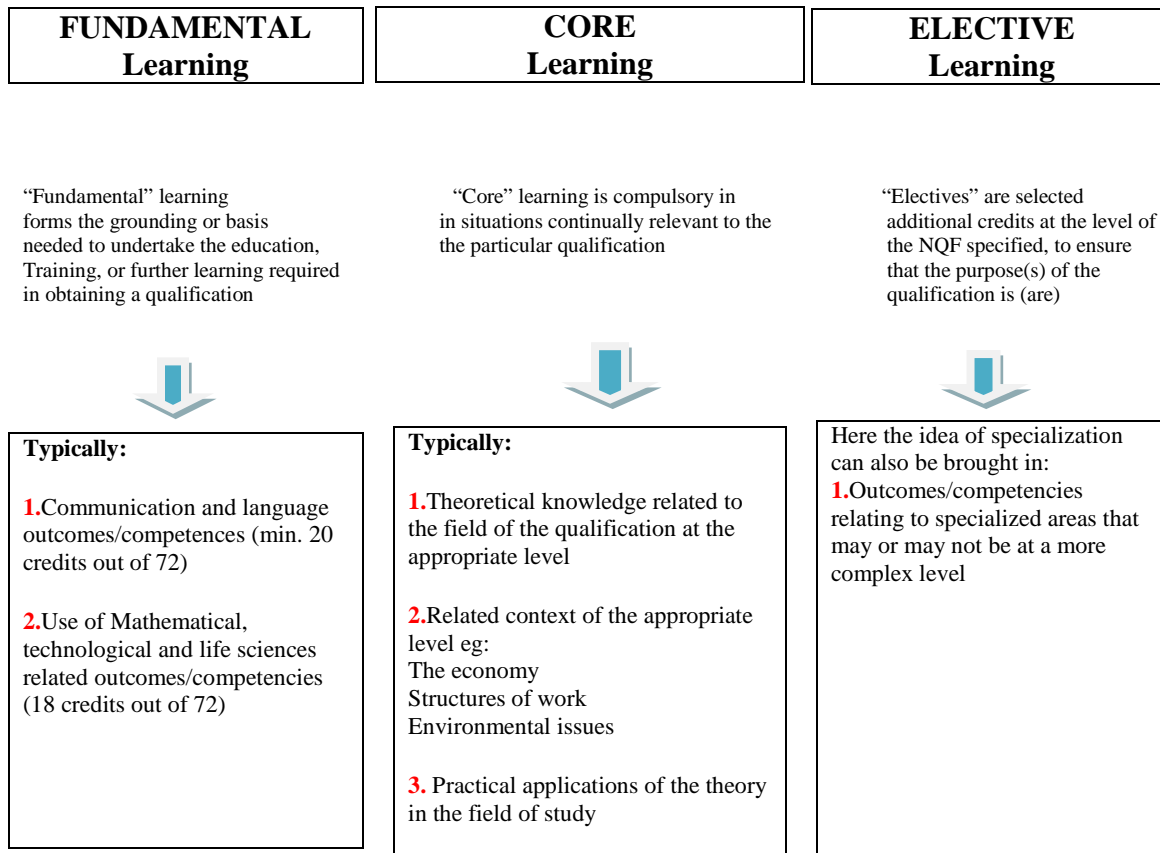 FUNDAMENTAL
Learning
CORE
Learning
ELECTIVE
Learning
“Fundamental” learning
forms the grounding or basis
needed to undertake the education,
Training, or further learning required
in obtaining a qualification
“Core” learning is compulsory in
in situations continually relevant to the
the particular qualification
“Electives” are selected
additional credits at the level of
the NQF specified, to ensure
that the purpose(s) of the
qualification is (are)
Typically:
1.Communication and language
outcomes/competences (min. 20
credits out of 72)
2.Use of Mathematical,
technological and life sciences
related outcomes/competencies
(18 credits out of 72)
Typically:
1.Theoretical knowledge related to
the field of the qualification at the
appropriate level
2.Related context of the appropriate
level eg:
The economy
Structures of work
Environmental issues
3. Practical applications of the theory
in the field of study
Here the idea of specialization
can also be brought in:
1.Outcomes/competencies
relating to specialized areas that
may or may not be at a more
complex level